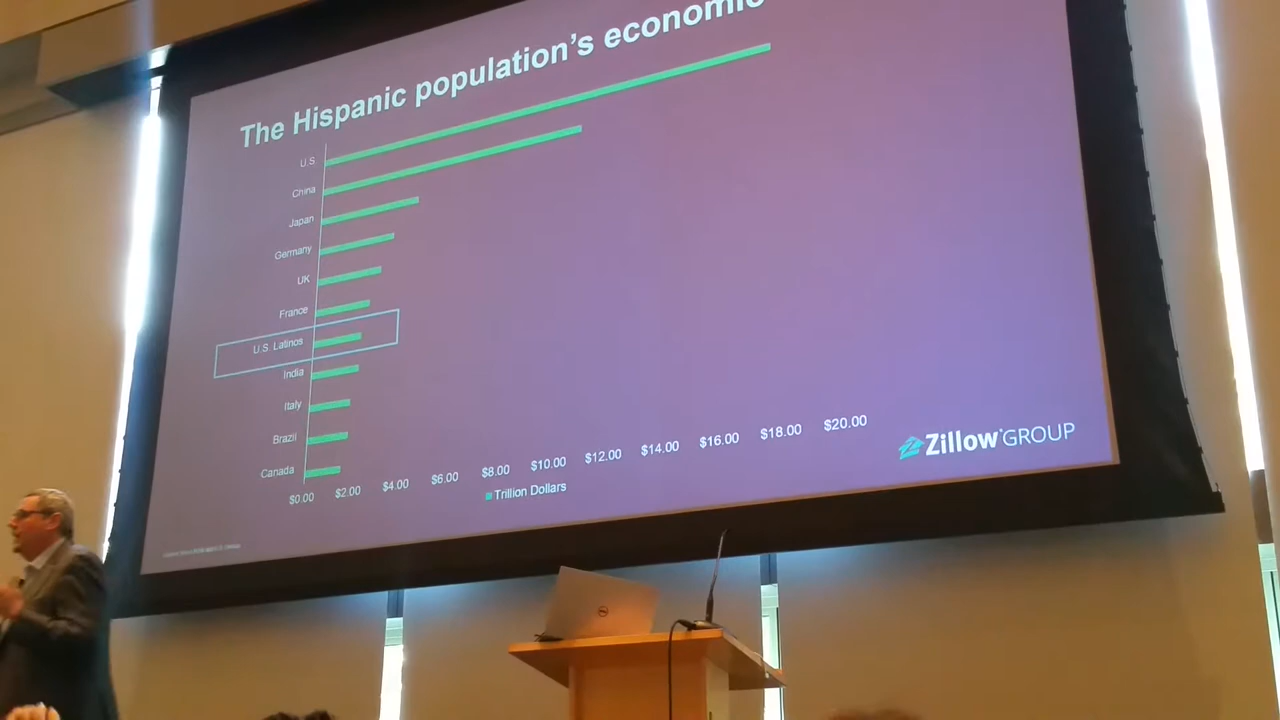 The Hispanic population's economic
U.S.
China
Japan
Germany
UK
France
U.S. Latinos
India
Italy
Brazil
Canada
$0.00 $2.00 $4.00 $6.00 $8.00 $10.00 $12.00 $14.00 $16.00 $18.00 $20.00
Trillion Dollars
Zillow GROUP
DELL